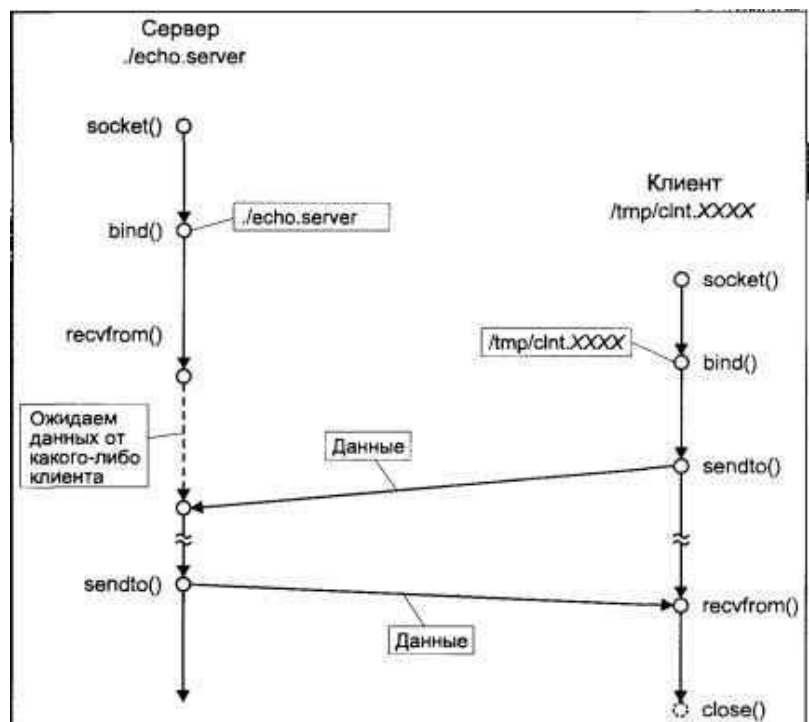 Сервер
./echo.server
socket()
bind()
./echo.server
Клиент
/tmp/clnt.XXXX
socket()
recvfrom()
/tmp/clnt.XXXX
bind()
Ожидаем
данных от
какого-либо
клиента
Данные
sendto()
sendto()
recvfrom()
Данные
close()